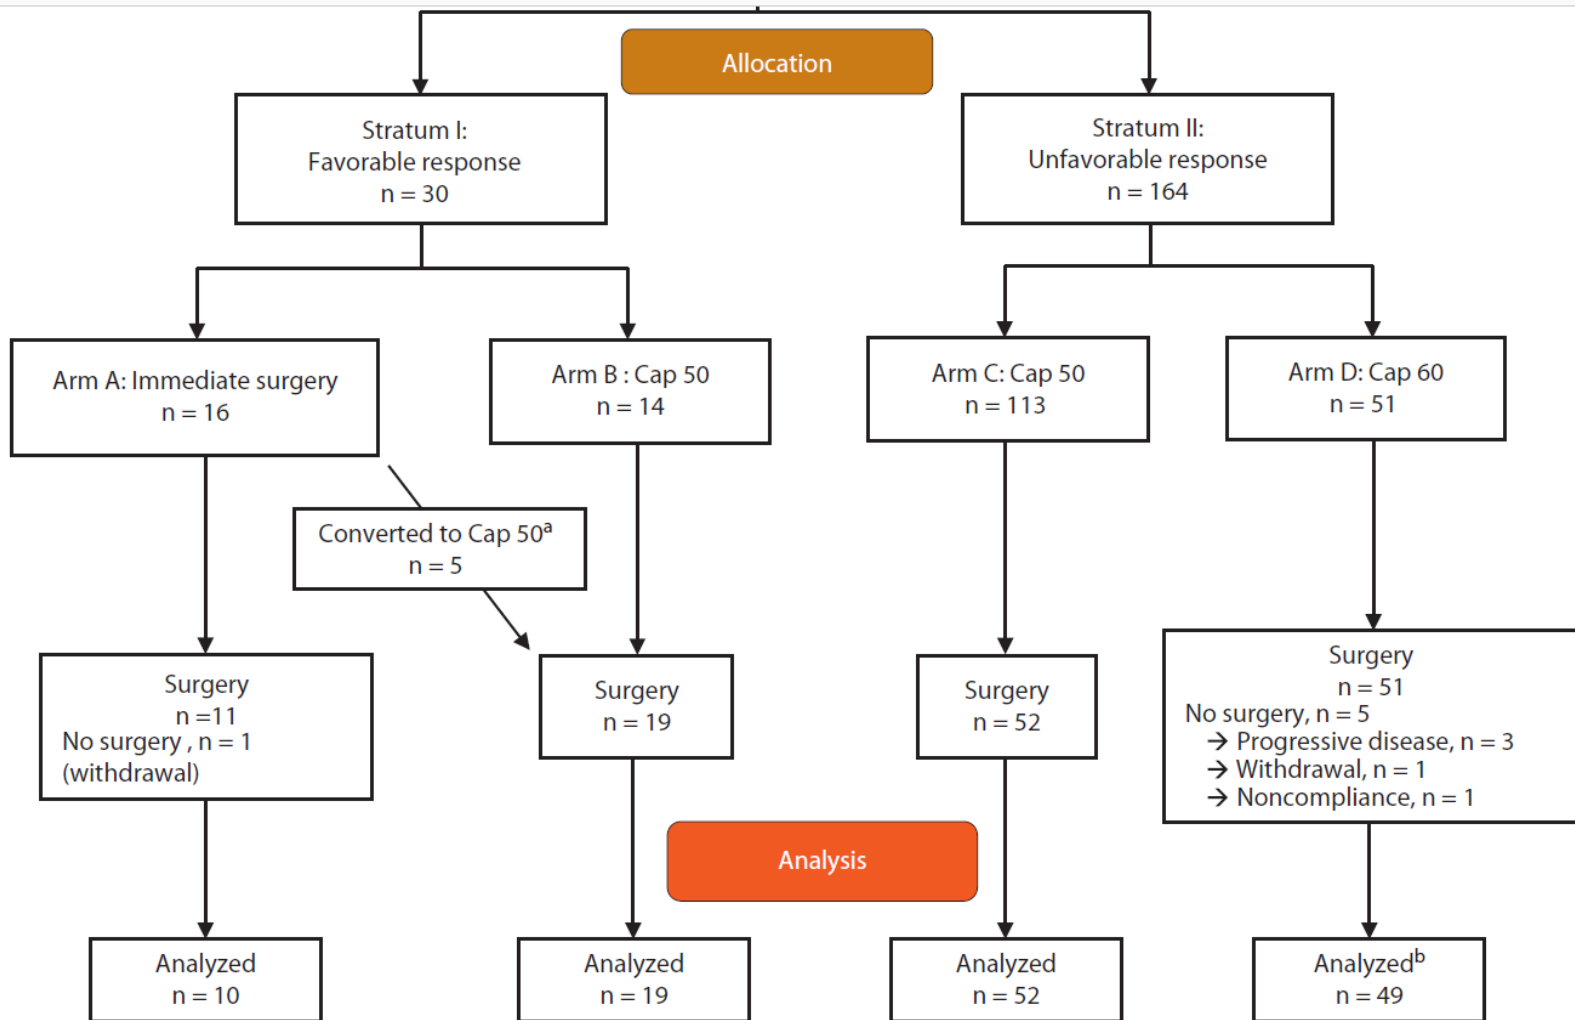 Allocation
Stratum I:
Favorable response
n = 30
Stratum II:
Unfavorable response
n = 164
Arm A: Immediate surgery
n = 16
Arm B : Cap 50
n = 14
Arm C: Cap 50
n = 113
Arm D: Cap 60
n = 51
Converted to Cap 50ᵃ
n = 5
Surgery
n =11
No surgery , n = 1
(withdrawal)
Surgery
n = 19
Surgery
n = 52
Surgery
n = 51
No surgery, n = 5
→ Progressive disease, n = 3
→ Withdrawal, n = 1
→ Noncompliance, n = 1
Analysis
Analyzed
n = 10
Analyzed
n = 19
Analyzed
n = 52
Analyzedᵇ
n = 49